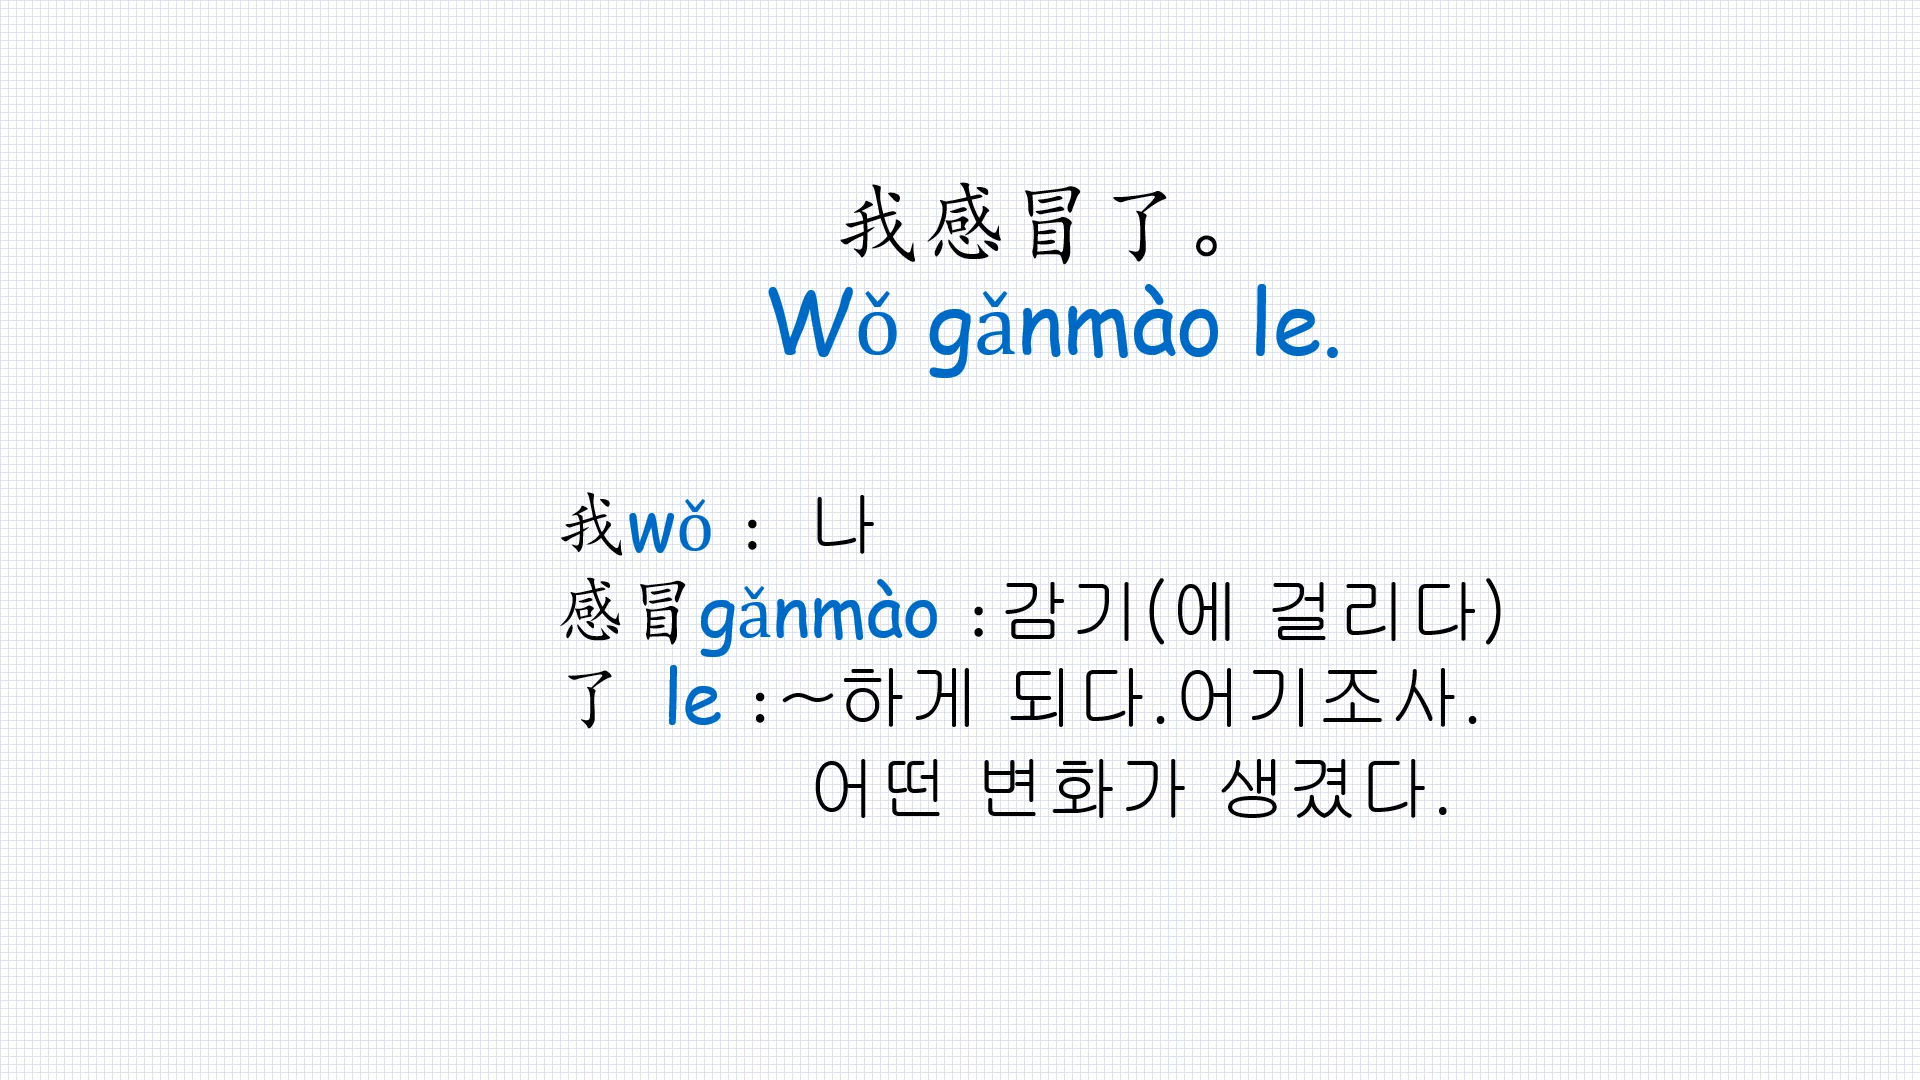 我感冒了。
Wǒ gǎnmào le.
我wǒ : 나
感冒gǎnmào :감기(에 걸리다)
了 le :~하게 되다.어기조사.
어떤 변화가 생겼다.